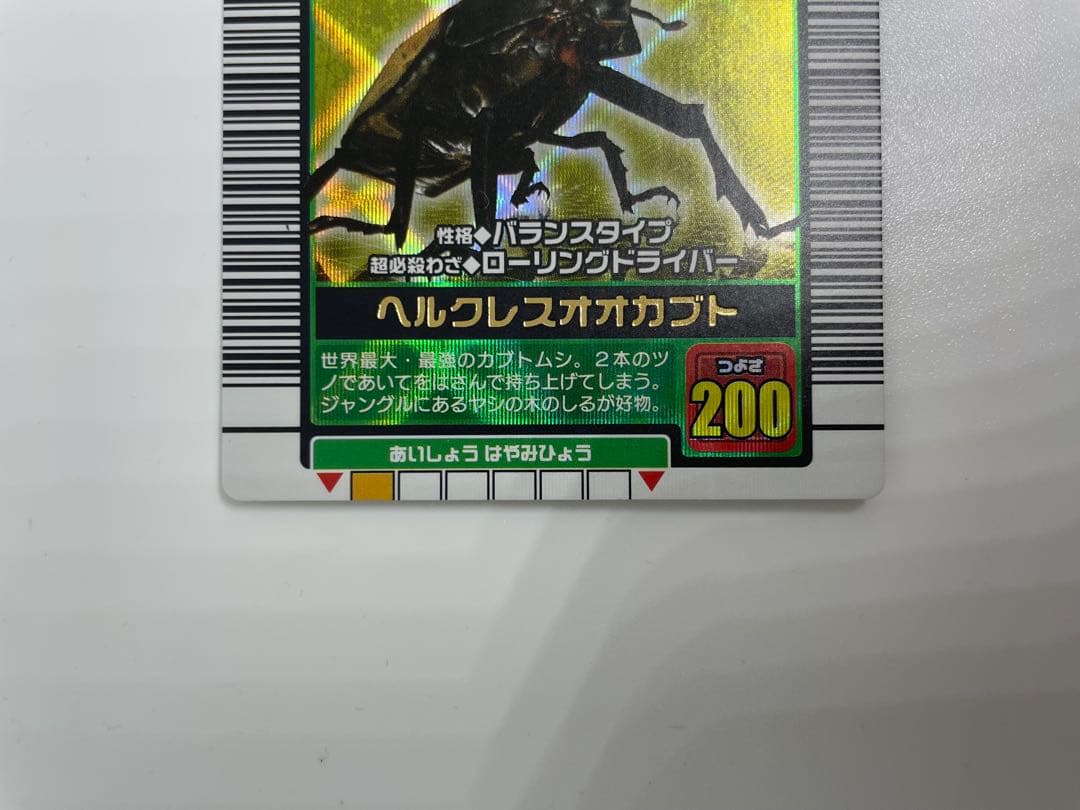 性格◆バランスタイプ
超必殺わざ◆ローリングドライバー
ヘルクレスオオカブト
世界最大・最強のカブトムシ。2本のツ
ノであいてをはさんで持ち上げてしまう。
ジャングルにあるヤシの木のしるが好物。
つよさ
200
あいしょう はやみひょう